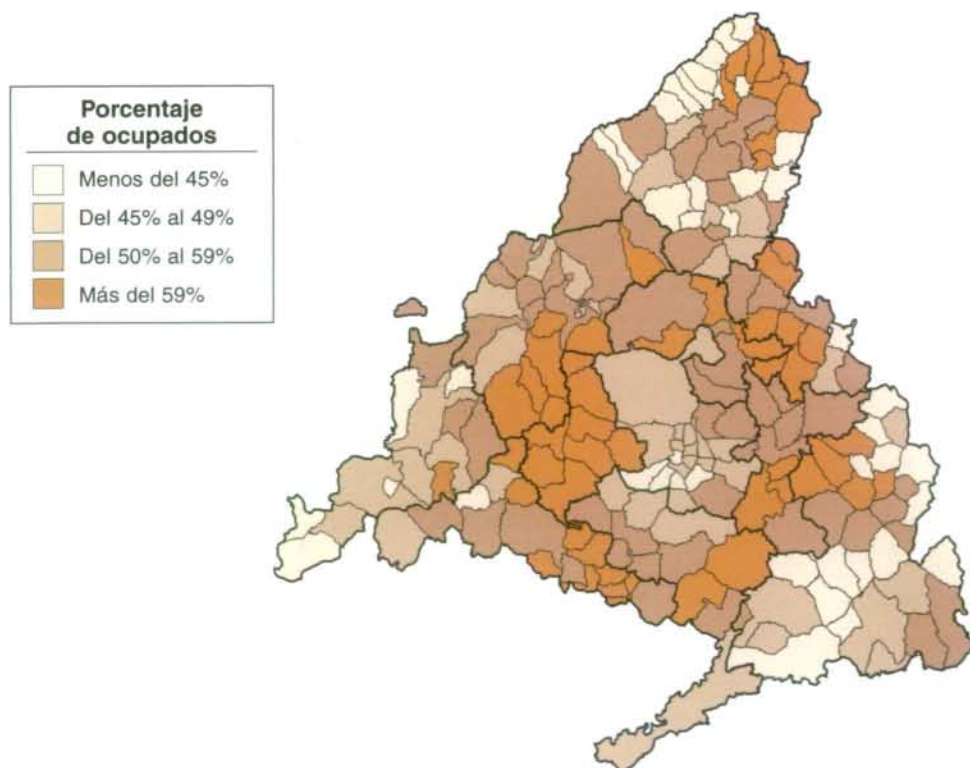 Porcentaje
de ocupados
Menos del 45%
Del 45% al 49%
Del 50% al 59%
Más del 59%